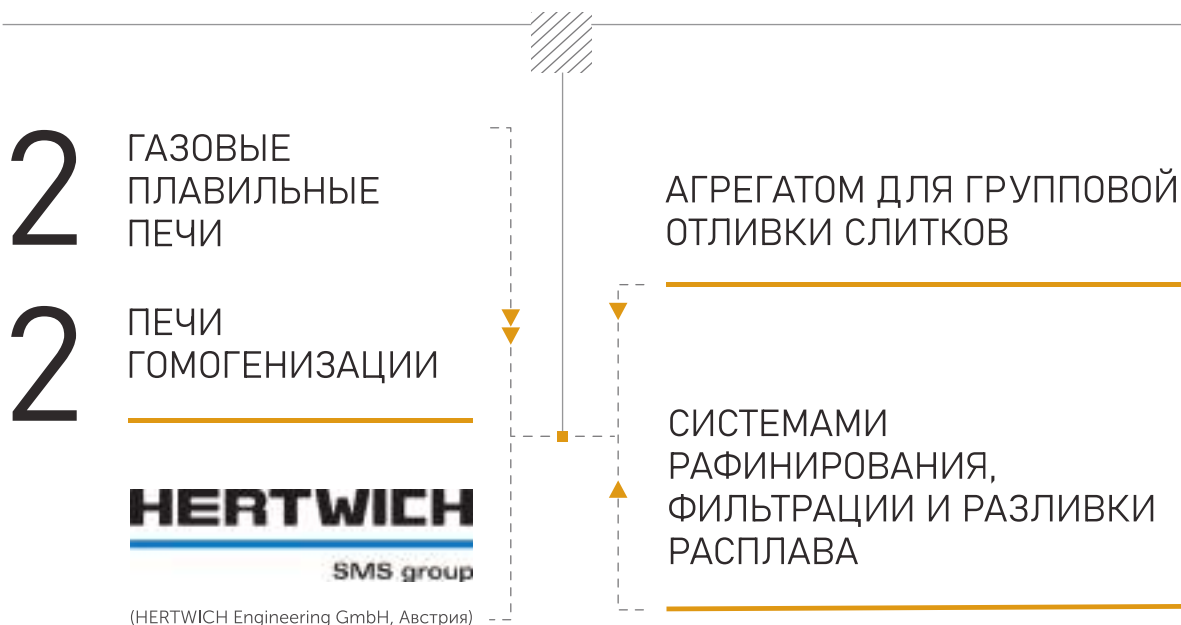 2
ГАЗОВЫЕ
ПЛАВИЛЬНЫЕ
ПЕЧИ
2
ПЕЧИ
ГОМОГЕНИЗАЦИИ
HERTWICH
SMS group
(HERTWICH Engineering GmbH, Австрия)
АГРЕГАТОМ ДЛЯ ГРУППОВОЙ
ОТЛИВКИ СЛИТКОВ
СИСТЕМАМИ
РАФИНИРОВАНИЯ,
ФИЛЬТРАЦИИ И РАЗЛИВКИ
РАСПЛАВА